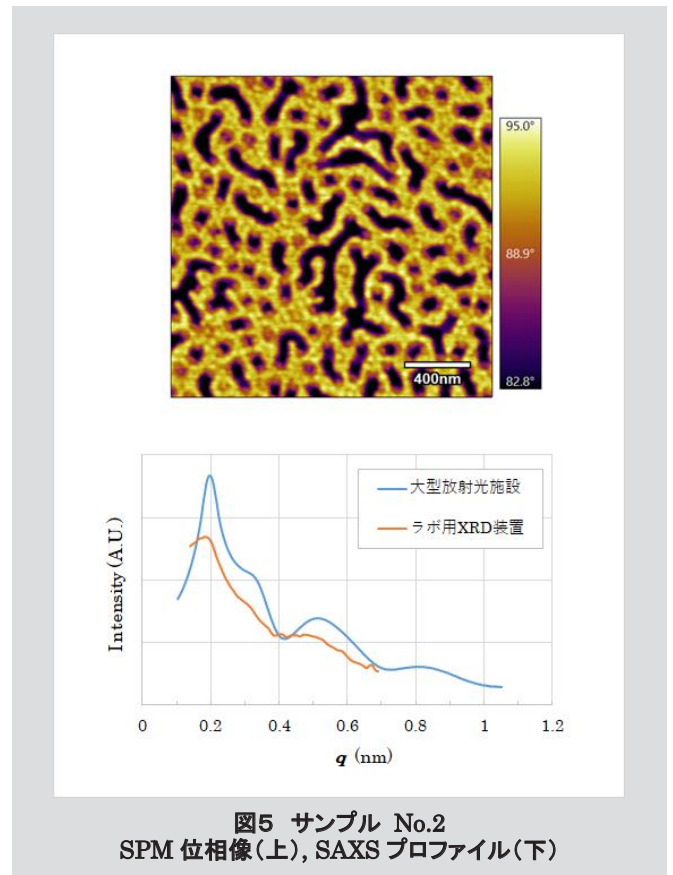 95.0°
88.9°
82.8°
400nm
大型放射光施設
ラボ用XRD装置
Intensity (A.U.)
0 0.2 0.4 0.6 0.8 1 1.2
q (nm)
図5 サンプル No.2
SPM 位相像(上), SAXS プロファイル(下)